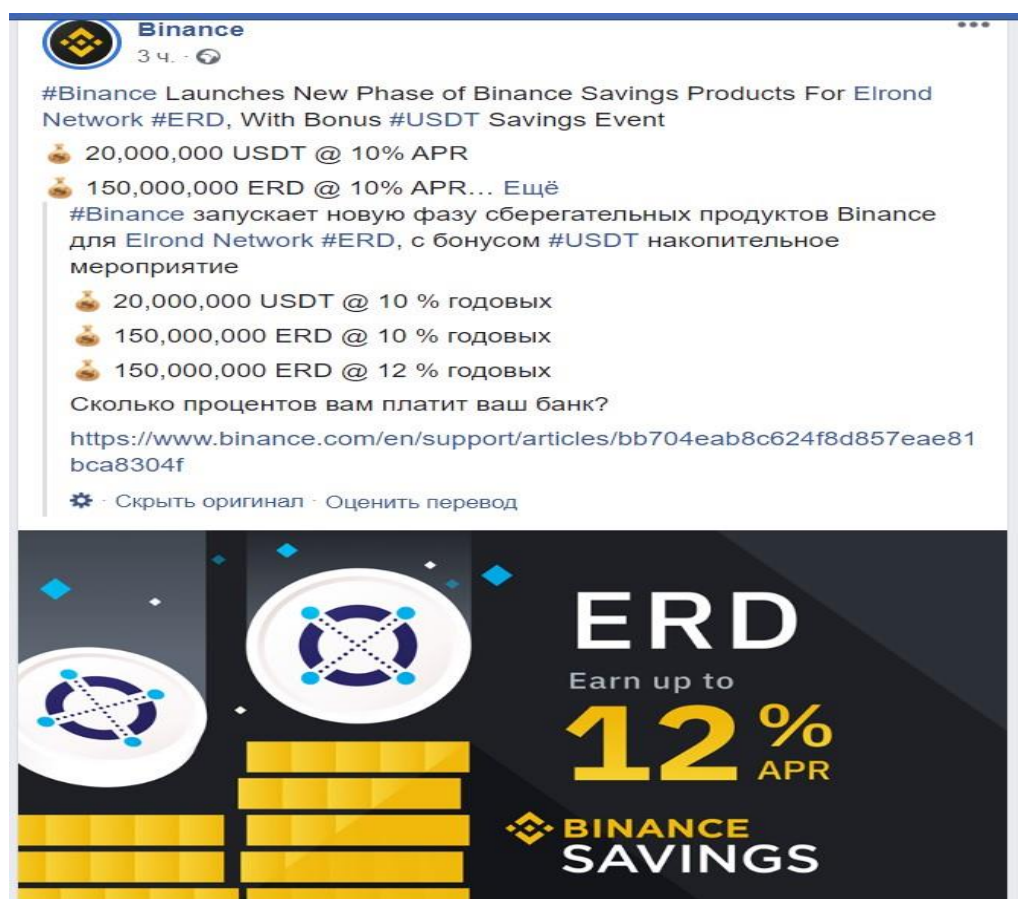 Binance
3 ч. ·
#Binance Launches New Phase of Binance Savings Products For Elrond
Network #ERD, With Bonus #USDT Savings Event
20,000,000 USDT @ 10% APR
150,000,000 ERD @ 10% APR... Ещё
#Binance запускает новую фазу сберегательных продуктов Binance
для Elrond Network #ERD, с бонусом #USDT накопительное
мероприятие
20,000,000 USDT @ 10 % годовых
150,000,000 ERD @ 10 % годовых
150,000,000 ERD @ 12 % годовых
Сколько процентов вам платит ваш банк?
https://www.binance.com/en/support/articles/bb704eab8c624f8d857eae81
bca8304f
· Скрыть оригинал · Оценить перевод
ERD
Earn up to
12%
APR
BINANCE
SAVINGS